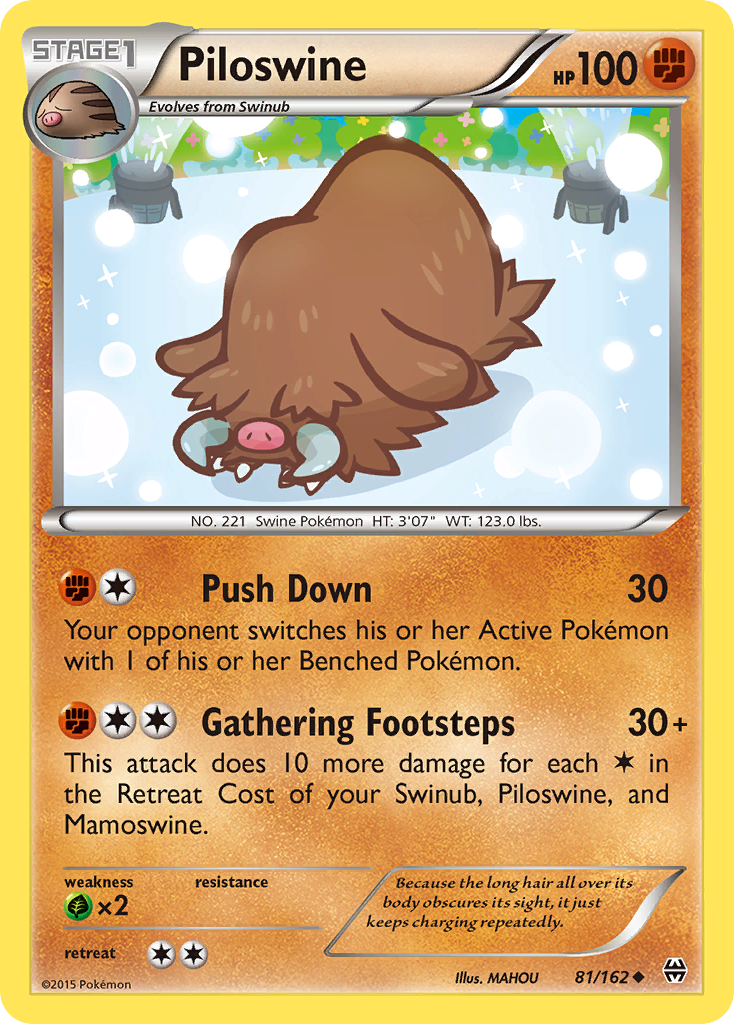 STAGE1
Piloswine
HP100
Evolves from Swinub
NO. 221 Swine Pokémon HT: 3'07" WT: 123.0 lbs.
Push Down 30
Your opponent switches his or her Active Pokémon
with 1 of his or her Benched Pokémon.
Gathering Footsteps 30+
This attack does 10 more damage for each in
the Retreat Cost of your Swinub, Piloswine, and
Mamoswine.
weakness resistance
×2
Because the long hair all over its
body obscures its sight, it just
keeps charging repeatedly.
retreat
©2015 Pokémon
Illus. MAHOU 81/162